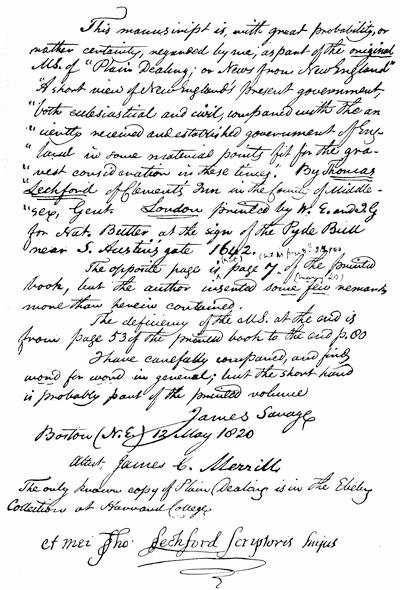 This manuscript is, with great probability, or
rather certainty, regarded by me, as part of the original
MS. of "Plain Dealing; or News from New England"
"A short view of New England's present government,
"both eclesiastical and civil, compared with the an
"ciently received and established government of Eng-
"land in some material points fit for the gra-
"vest consideration in these times. By Thomas
"Lechford of Clement's Inn in the County of Middle-
"sex, Gent. London printed by W. E. and I. G
for Nat. Butter at the sign of the Pyde Bull
near S. Austin's gate 1642.
The opposite page is page 7. of the printed
book, but the author inserted some few remarks
more than herein contained.
The deficiency of the MS. at the end is
from page 53 of the printed book to the end p. 80
I have carefully compared, and find
word for word in general; but the short hand
is probably part of the printed volume
James Savage
Boston (N.E.) 13 May 1820
Attest, James C. Merrill
The only known copy of Plain Dealing is in the Ebeling
Collection at Harvard College
et mei Tho. Lechford Scriptoris hujus